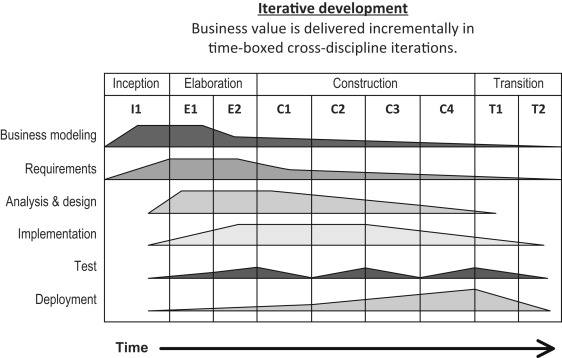 Iterative development
Business value is delivered incrementally in
time-boxed cross-discipline iterations.
Inception Elaboration Construction Transition
I1 E1 E2 C1 C2 C3 C4 T1 T2
Business modeling
Requirements
Analysis & design
Implementation
Test
Deployment
Time